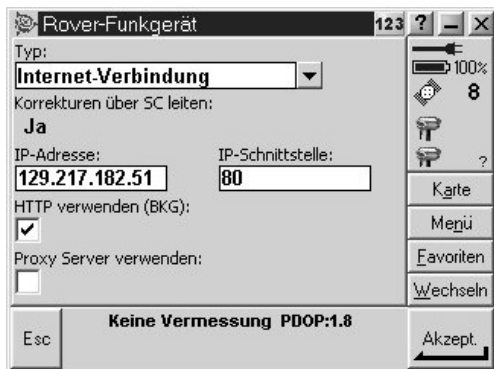 Rover-Funkgerät 123 ? – X
Typ:
Internet-Verbindung
Korrekturen über SC leiten:
Ja
IP-Adresse: IP-Schnittstelle:
129.217.182.51 80
HTTP verwenden (BKG):
Proxy Server verwenden:
100%
8
?
Karte
Menü
Favoriten
Wechseln
Esc
Keine Vermessung PDOP:1.8
Akzept.